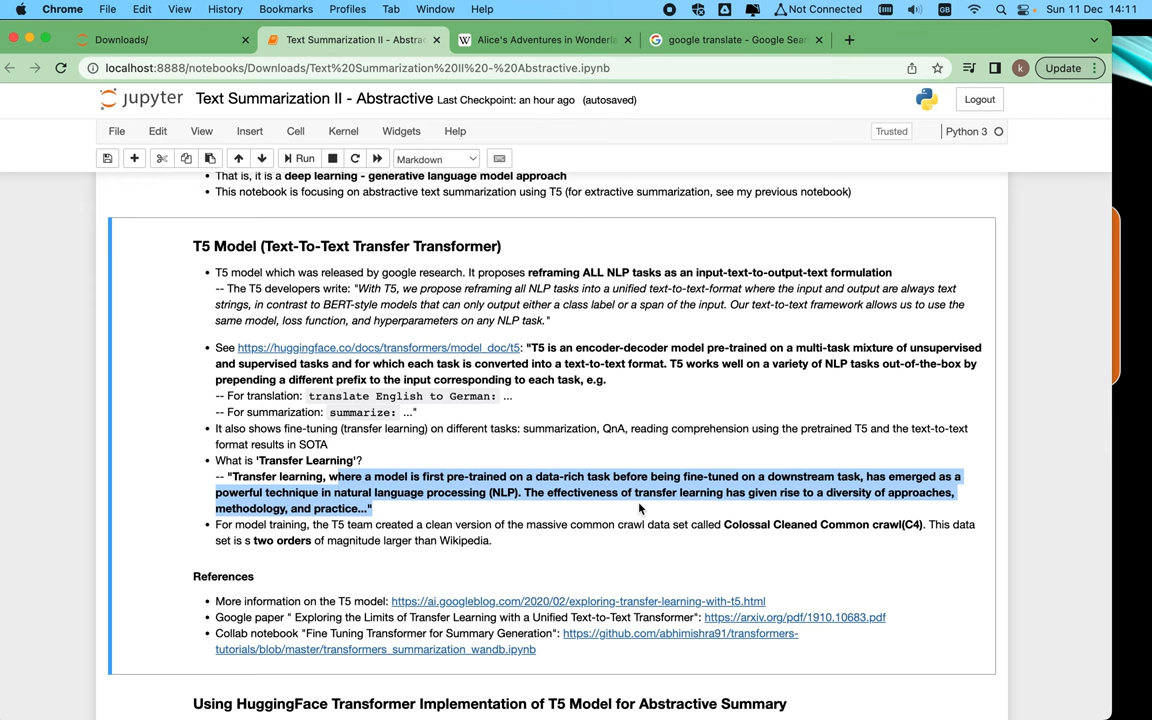 Chrome File Edit View History Bookmarks Profiles Tab Window Help Not Connected GB Sun 11 Dec 14:11
Downloads/ Text Summarization II - Abstrac Alice's Adventures in Wonderla google translate - Google Sear
localhost:8888/notebooks/Downloads/Text%20Summarization%20II%20-%20Abstractive.ipynb k Update
jupyter Text Summarization II - Abstractive Last Checkpoint: an hour ago (autosaved) Logout
File Edit View Insert Cell Kernel Widgets Help Trusted Python 3
Run Markdown
• That is, it is a deep learning - generative language model approach
• This notebook is focusing on abstractive text summarization using T5 (for extractive summarization, see my previous notebook)
T5 Model (Text-To-Text Transfer Transformer)
• T5 model which was released by google research. It proposes reframing ALL NLP tasks as an input-text-to-output-text formulation
-- The T5 developers write: "With T5, we propose reframing all NLP tasks into a unified text-to-text-format where the input and output are always text
strings, in contrast to BERT-style models that can only output either a class label or a span of the input. Our text-to-text framework allows us to use the
same model, loss function, and hyperparameters on any NLP task."
• See https://huggingface.co/docs/transformers/model_doc/t5: "T5 is an encoder-decoder model pre-trained on a multi-task mixture of unsupervised
and supervised tasks and for which each task is converted into a text-to-text format. T5 works well on a variety of NLP tasks out-of-the-box by
prepending a different prefix to the input corresponding to each task, e.g.
-- For translation: translate English to German: ...
-- For summarization: summarize: ..."
• It also shows fine-tuning (transfer learning) on different tasks: summarization, QnA, reading comprehension using the pretrained T5 and the text-to-text
format results in SOTA
• What is 'Transfer Learning'?
-- "Transfer learning, where a model is first pre-trained on a data-rich task before being fine-tuned on a downstream task, has emerged as a
powerful technique in natural language processing (NLP). The effectiveness of transfer learning has given rise to a diversity of approaches,
methodology, and practice..."
• For model training, the T5 team created a clean version of the massive common crawl data set called Colossal Cleaned Common crawl(C4). This data
set is s two orders of magnitude larger than Wikipedia.
References
• More information on the T5 model: https://ai.googleblog.com/2020/02/exploring-transfer-learning-with-t5.html
• Google paper " Exploring the Limits of Transfer Learning with a Unified Text-to-Text Transformer": https://arxiv.org/pdf/1910.10683.pdf
• Collab notebook "Fine Tuning Transformer for Summary Generation": https://github.com/abhimishra91/transformers-
tutorials/blob/master/transformers_summarization_wandb.ipynb
Using HuggingFace Transformer Implementation of T5 Model for Abstractive Summary